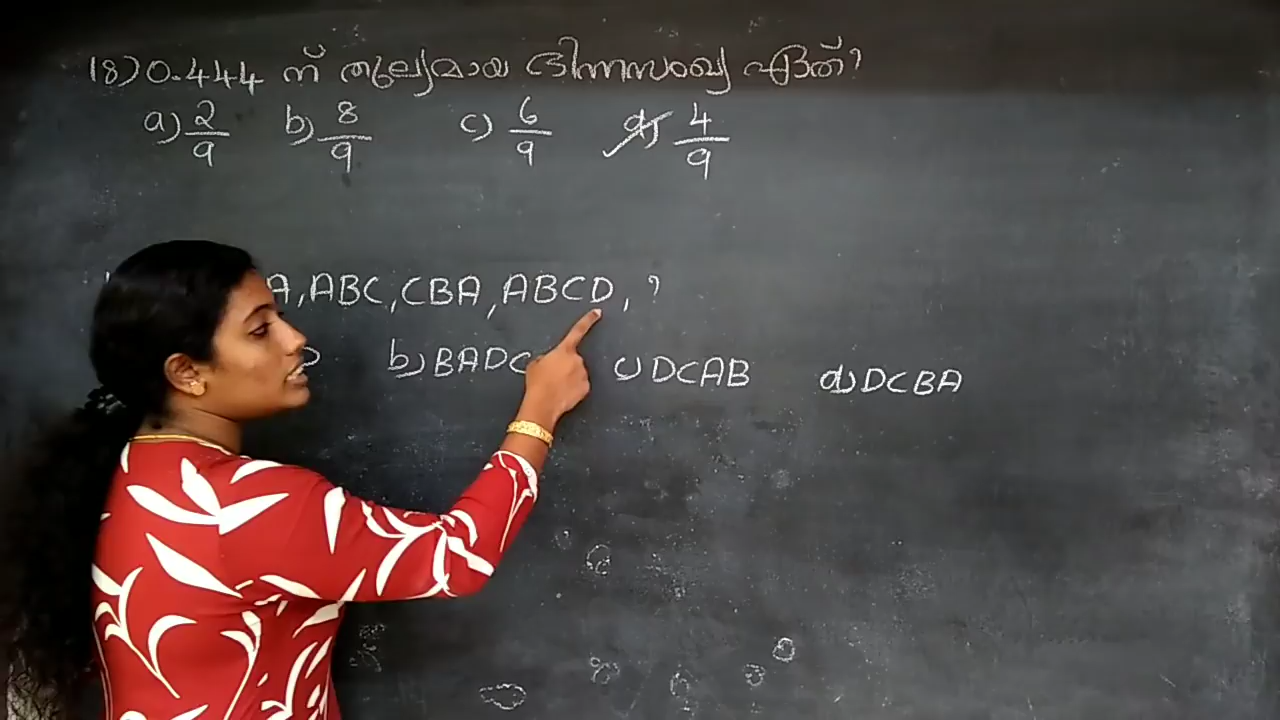 18) 0.444 ന് തുല്യമായ ഭിന്നസംഖ്യ ഏത്?
a) 2/9 b) 8/9 c) 6/9 d) 4/9
A, ABC, CBA, ABCD, ?
b) BADC c) DCAB d) DCBA